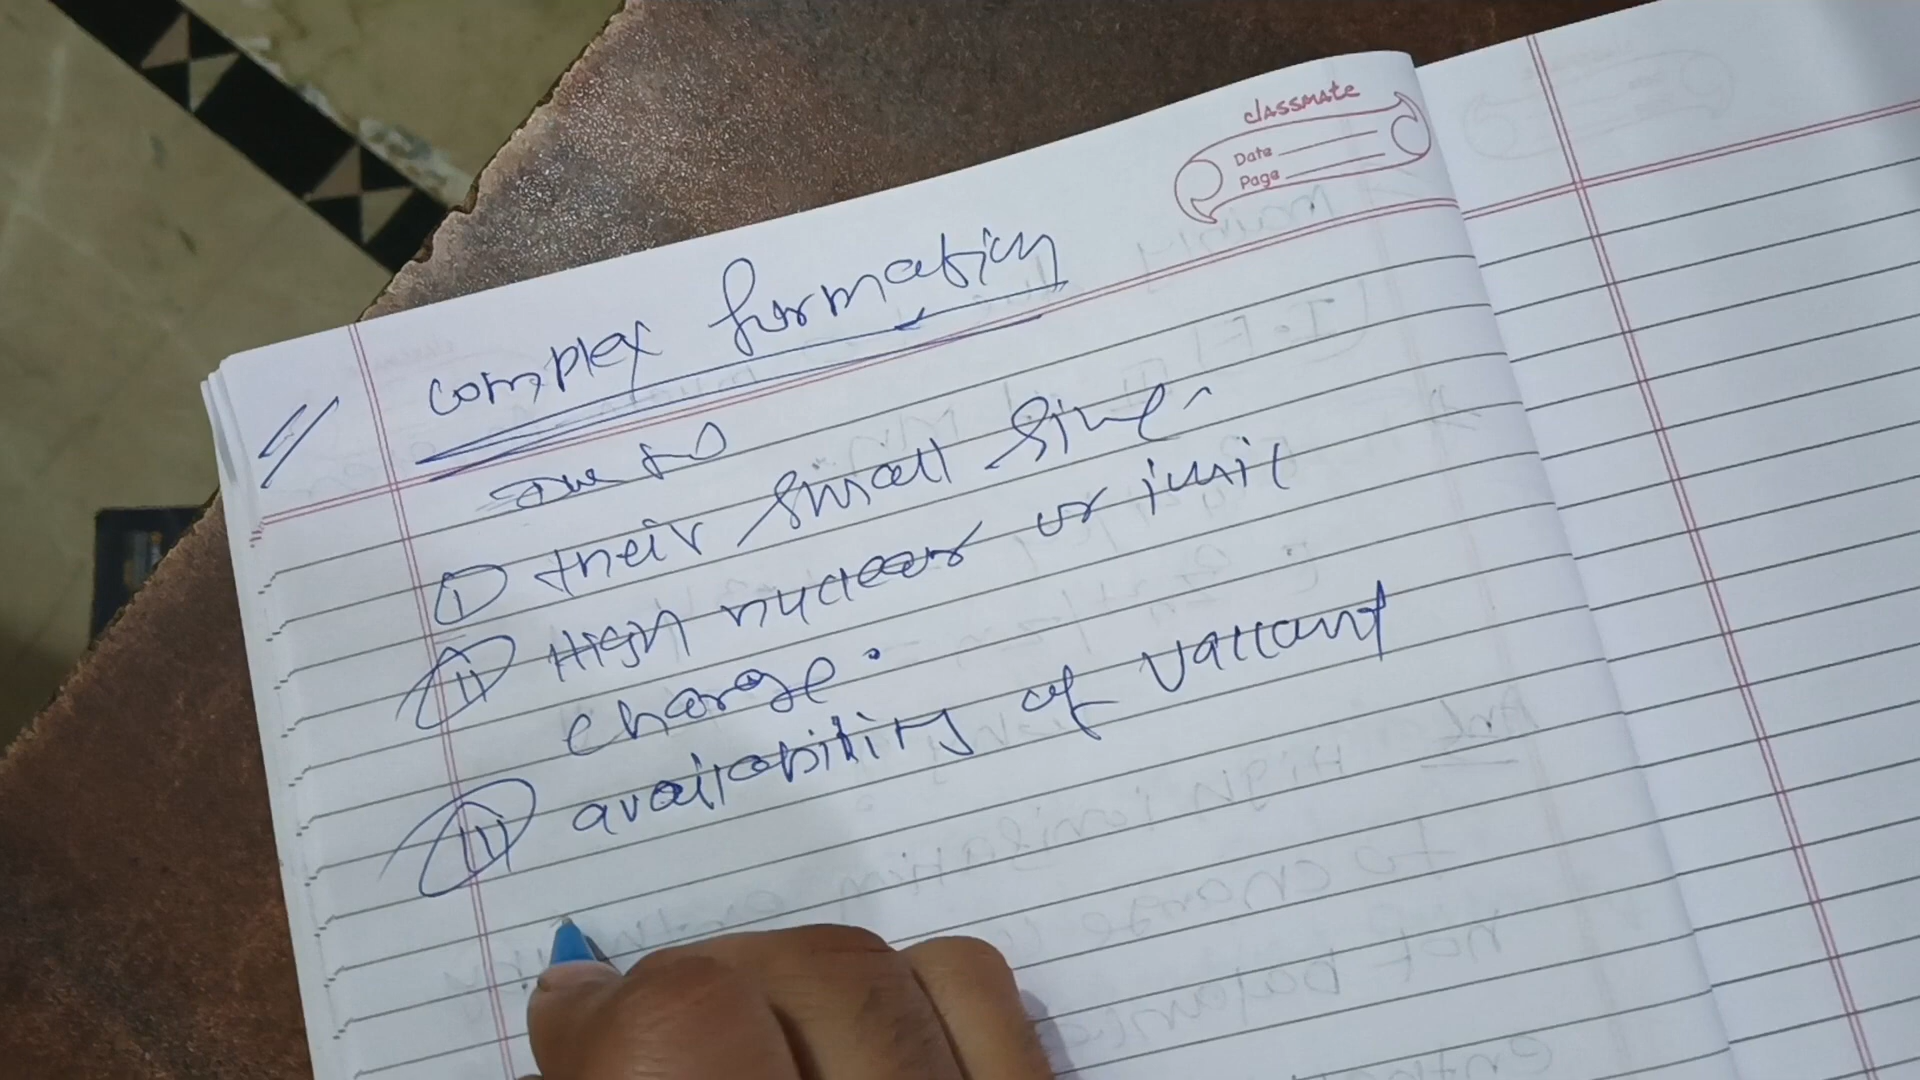 classmate
Date
Page
complex formation
Due to
(i) their small size
(ii) High nuclear or ionic
charge.
(iii) availability of vallant